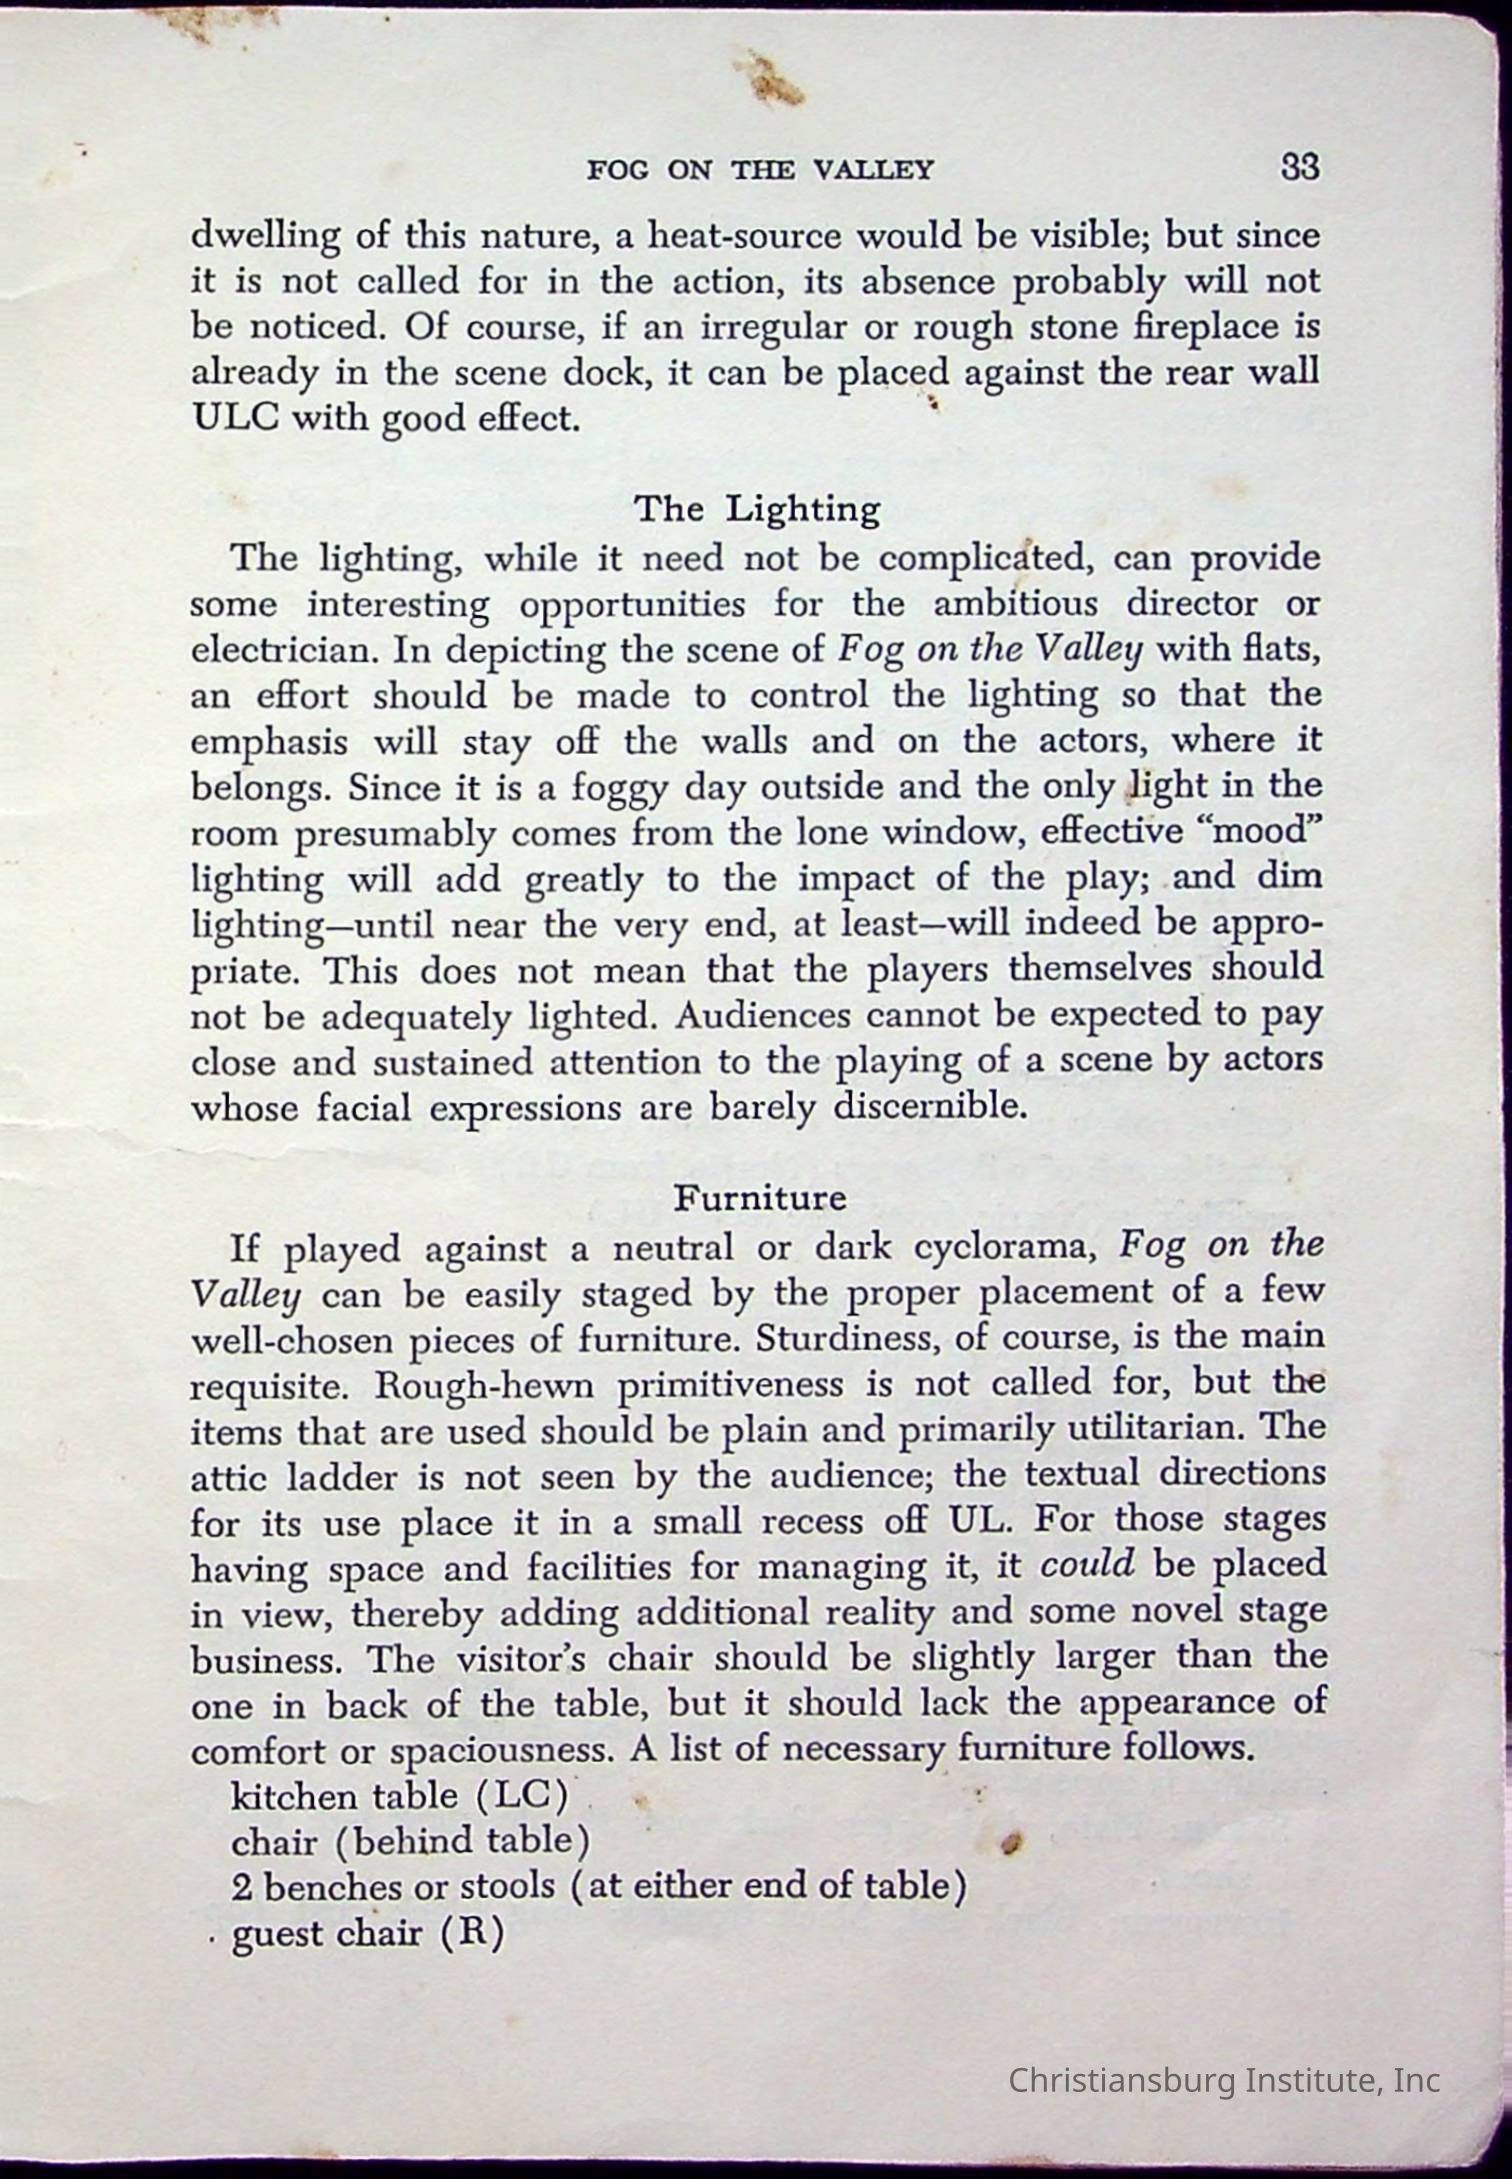 FOG ON THE VALLEY 33
dwelling of this nature, a heat-source would be visible; but since
it is not called for in the action, its absence probably will not
be noticed. Of course, if an irregular or rough stone fireplace is
already in the scene dock, it can be placed against the rear wall
ULC with good effect.
The Lighting
The lighting, while it need not be complicated, can provide
some interesting opportunities for the ambitious director or
electrician. In depicting the scene of Fog on the Valley with flats,
an effort should be made to control the lighting so that the
emphasis will stay off the walls and on the actors, where it
belongs. Since it is a foggy day outside and the only light in the
room presumably comes from the lone window, effective “mood”
lighting will add greatly to the impact of the play; and dim
lighting—until near the very end, at least—will indeed be appro-
priate. This does not mean that the players themselves should
not be adequately lighted. Audiences cannot be expected to pay
close and sustained attention to the playing of a scene by actors
whose facial expressions are barely discernible.
Furniture
If played against a neutral or dark cyclorama, Fog on the
Valley can be easily staged by the proper placement of a few
well-chosen pieces of furniture. Sturdiness, of course, is the main
requisite. Rough-hewn primitiveness is not called for, but the
items that are used should be plain and primarily utilitarian. The
attic ladder is not seen by the audience; the textual directions
for its use place it in a small recess off UL. For those stages
having space and facilities for managing it, it could be placed
in view, thereby adding additional reality and some novel stage
business. The visitor’s chair should be slightly larger than the
one in back of the table, but it should lack the appearance of
comfort or spaciousness. A list of necessary furniture follows.
kitchen table (LC)
chair (behind table)
2 benches or stools (at either end of table)
guest chair (R)
Christiansburg Institute, Inc